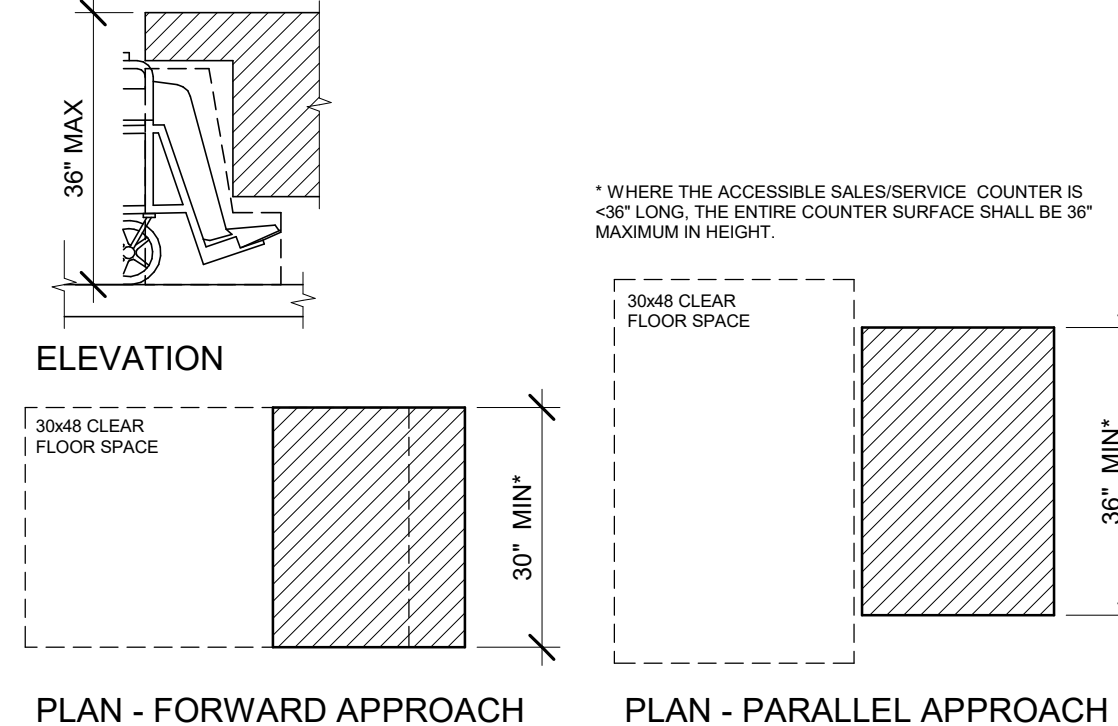 36" MAX
ELEVATION
* WHERE THE ACCESSIBLE SALES/SERVICE COUNTER IS
<36" LONG, THE ENTIRE COUNTER SURFACE SHALL BE 36"
MAXIMUM IN HEIGHT.
30x48 CLEAR
FLOOR SPACE
30" MIN*
PLAN - FORWARD APPROACH
30x48 CLEAR
FLOOR SPACE
36" MIN*
PLAN - PARALLEL APPROACH